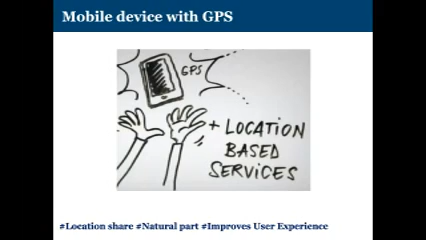 Mobile device with GPS
GPS
+ LOCATION
BASED
SERVICES
#Location share #Natural part #Improves User Experience